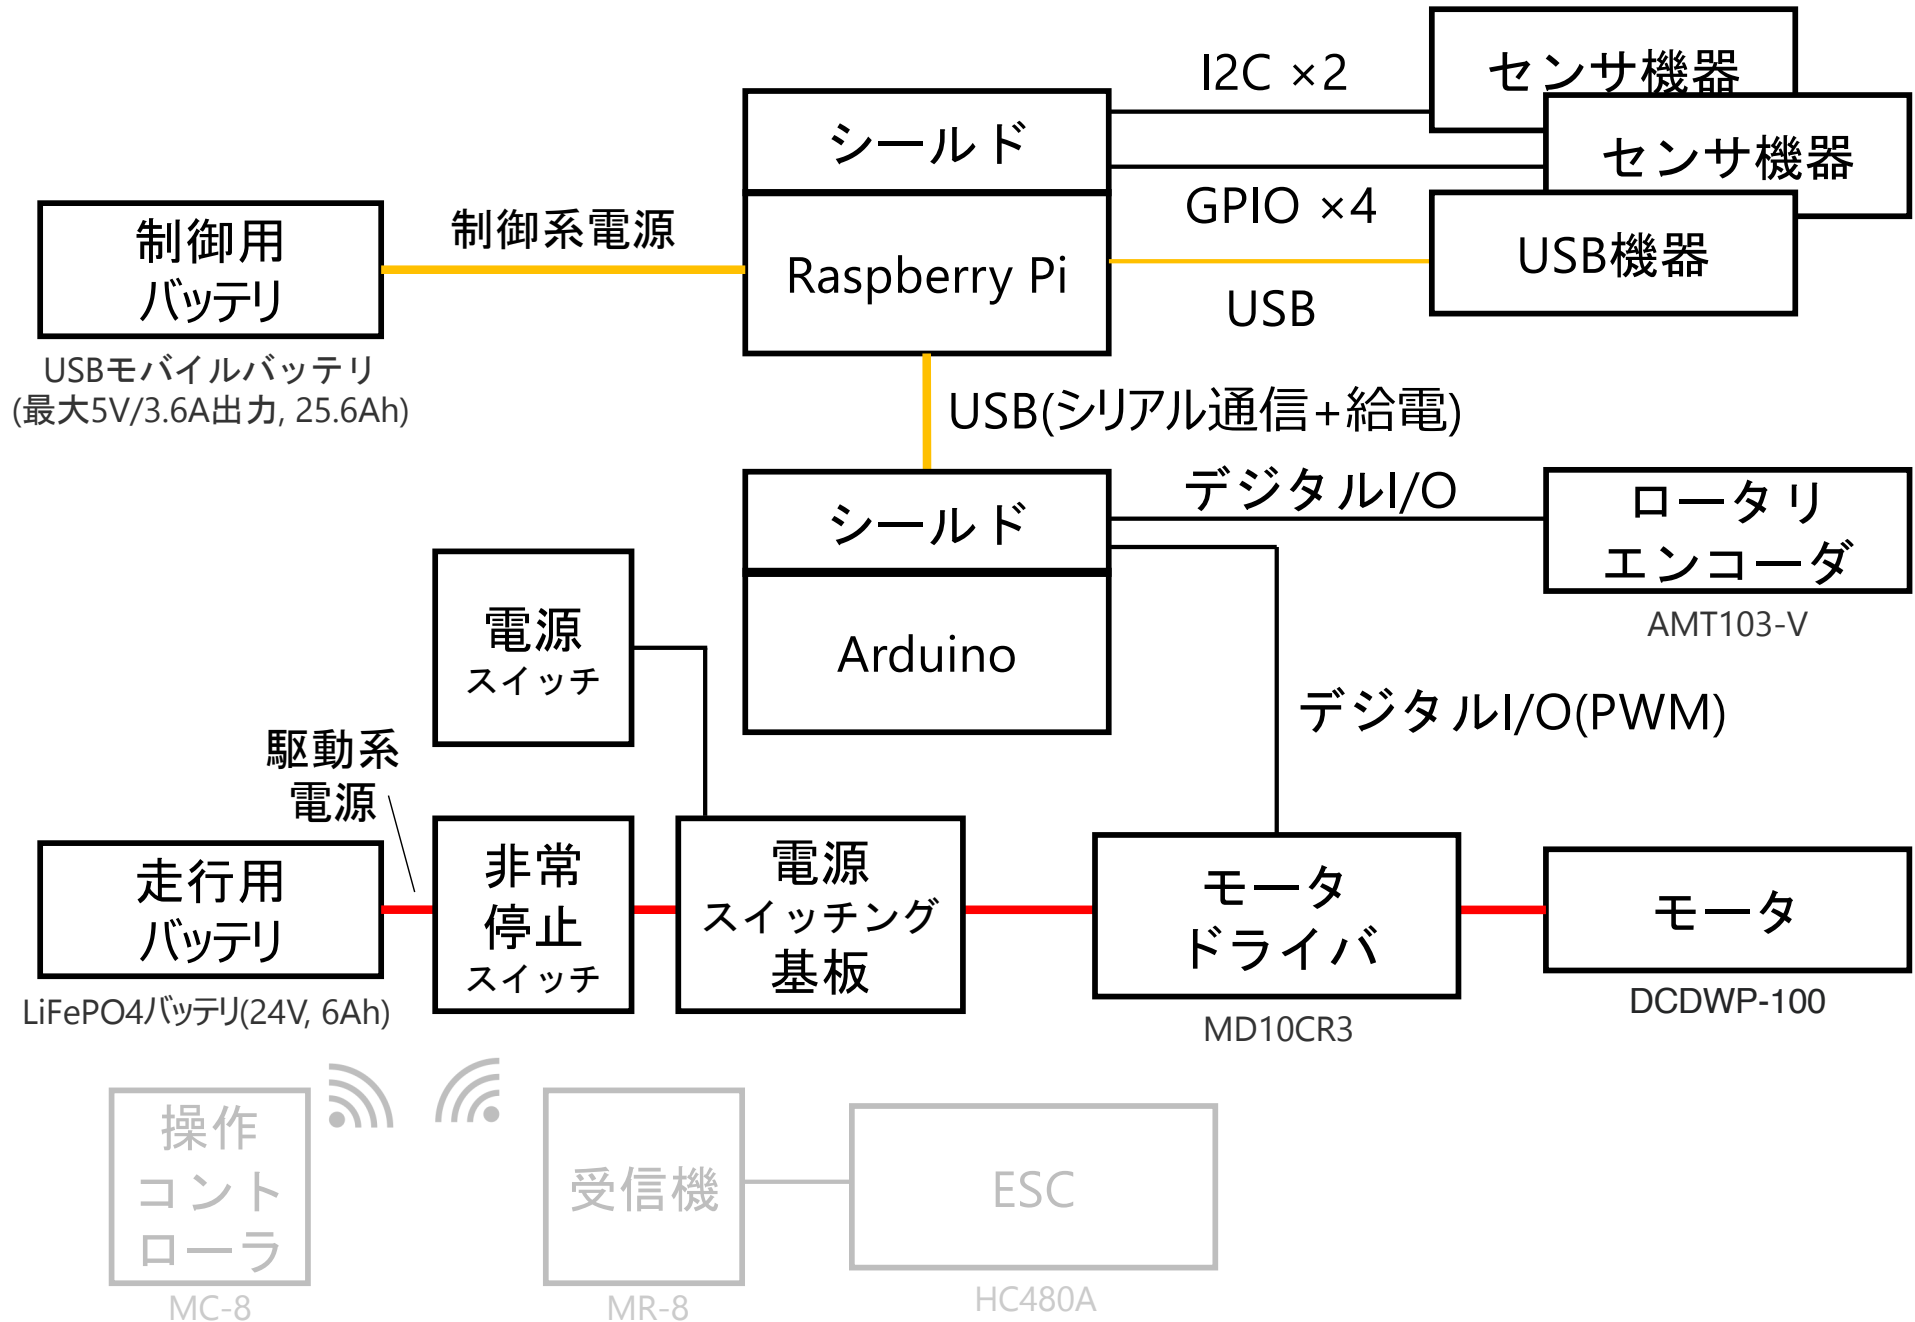 I2C ×2
センサ機器
シールド
センサ機器
GPIO ×4
制御用
バッテリ
制御系電源
Raspberry Pi
USB機器
USB
USBモバイルバッテリ
(最大5V/3.6A出力, 25.6Ah)
USB(シリアル通信+給電)
デジタルI/O
シールド
ロータリ
エンコーダ
AMT103-V
電源
スイッチ
Arduino
デジタルI/O(PWM)
駆動系
電源
走行用
バッテリ
非常
停止
スイッチ
電源
スイッチング
基板
モータ
ドライバ
モータ
LiFePO4バッテリ(24V, 6Ah)
MD10CR3
DCDWP-100
操作
コント
ローラ
受信機
ESC
MC-8
MR-8
HC480A